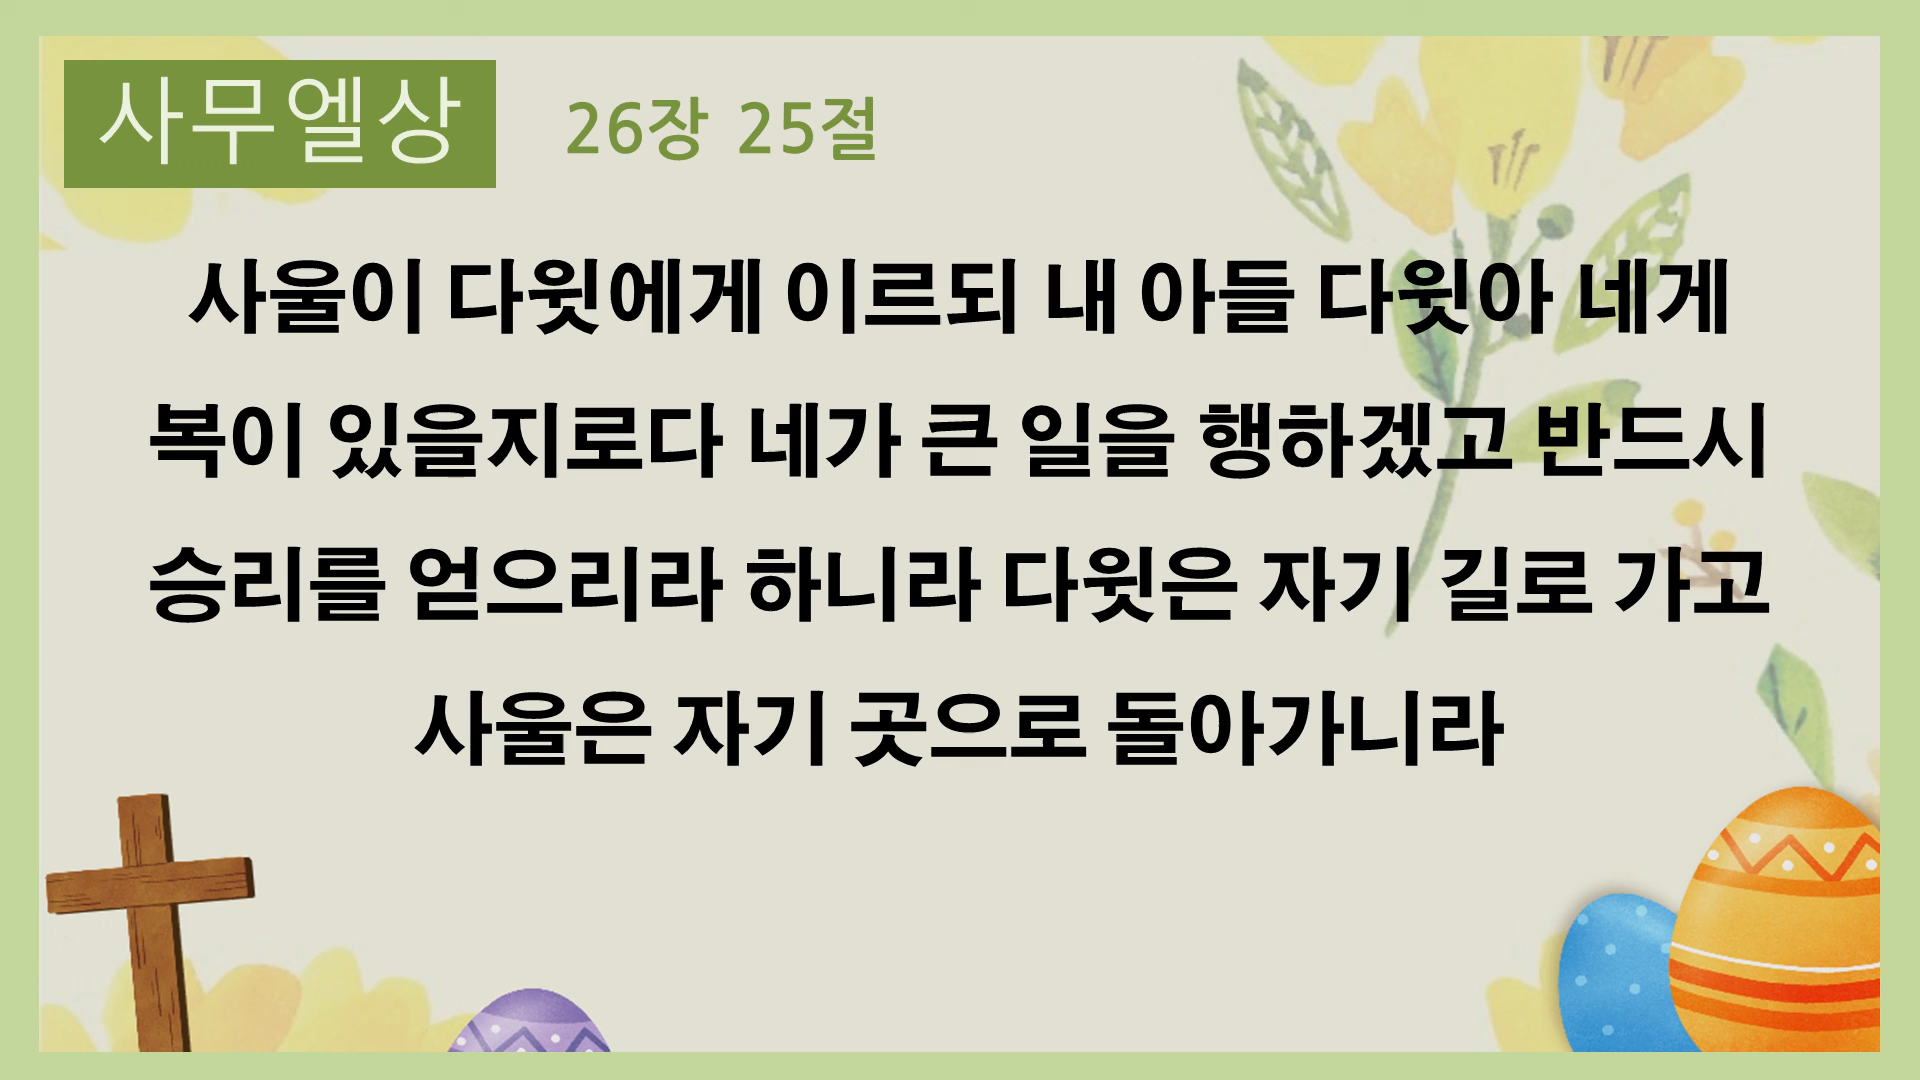 사무엘상 26장 25절
사울이 다윗에게 이르되 내 아들 다윗아 네게
복이 있을지로다 네가 큰 일을 행하겠고 반드시
승리를 얻으리라 하니라 다윗은 자기 길로 가고
사울은 자기 곳으로 돌아가니라